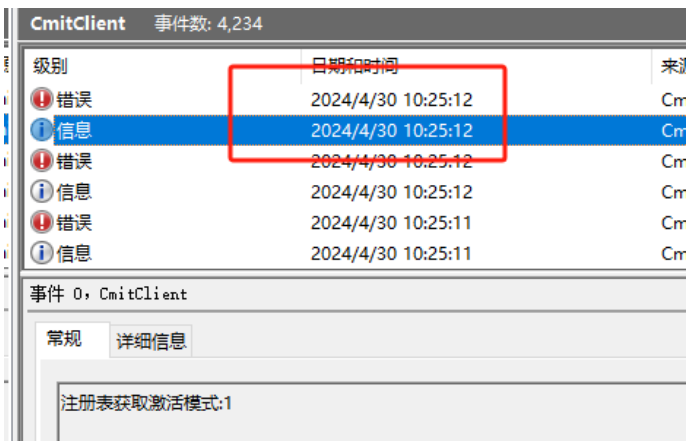 CmitClient 事件数: 4,234
级别 日期和时间 来源
错误 2024/4/30 10:25:12 Cm
信息 2024/4/30 10:25:12 Cm
错误 2024/4/30 10:25:12 Cm
信息 2024/4/30 10:25:12 Cm
错误 2024/4/30 10:25:11 Cm
信息 2024/4/30 10:25:11 Cm
事件 0，CmitClient
常规 详细信息
注册表获取激活模式:1